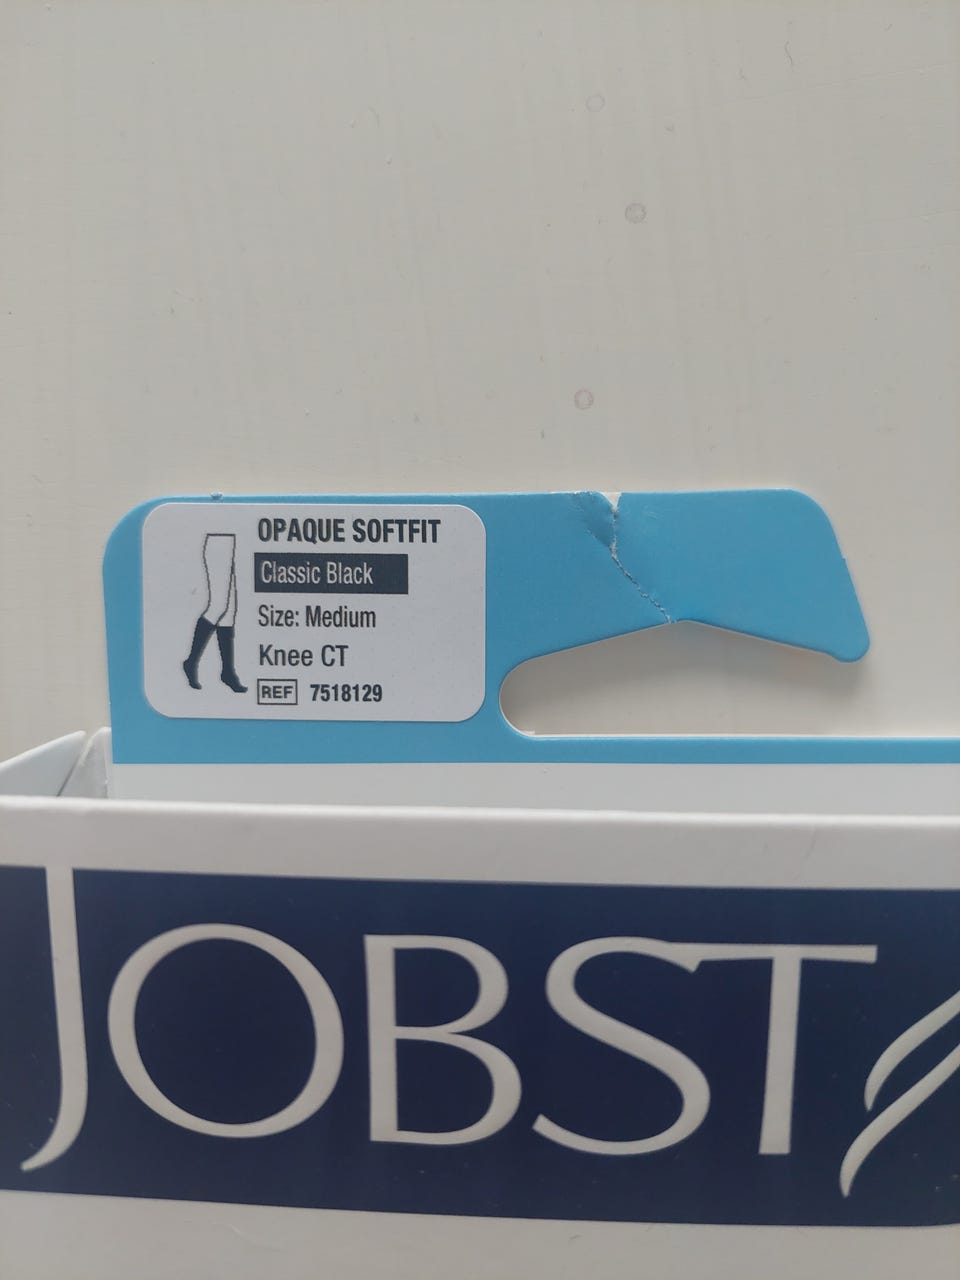 OPAQUE SOFTFIT
Classic Black
Size: Medium
Knee CT
REF 7518129
JOBST